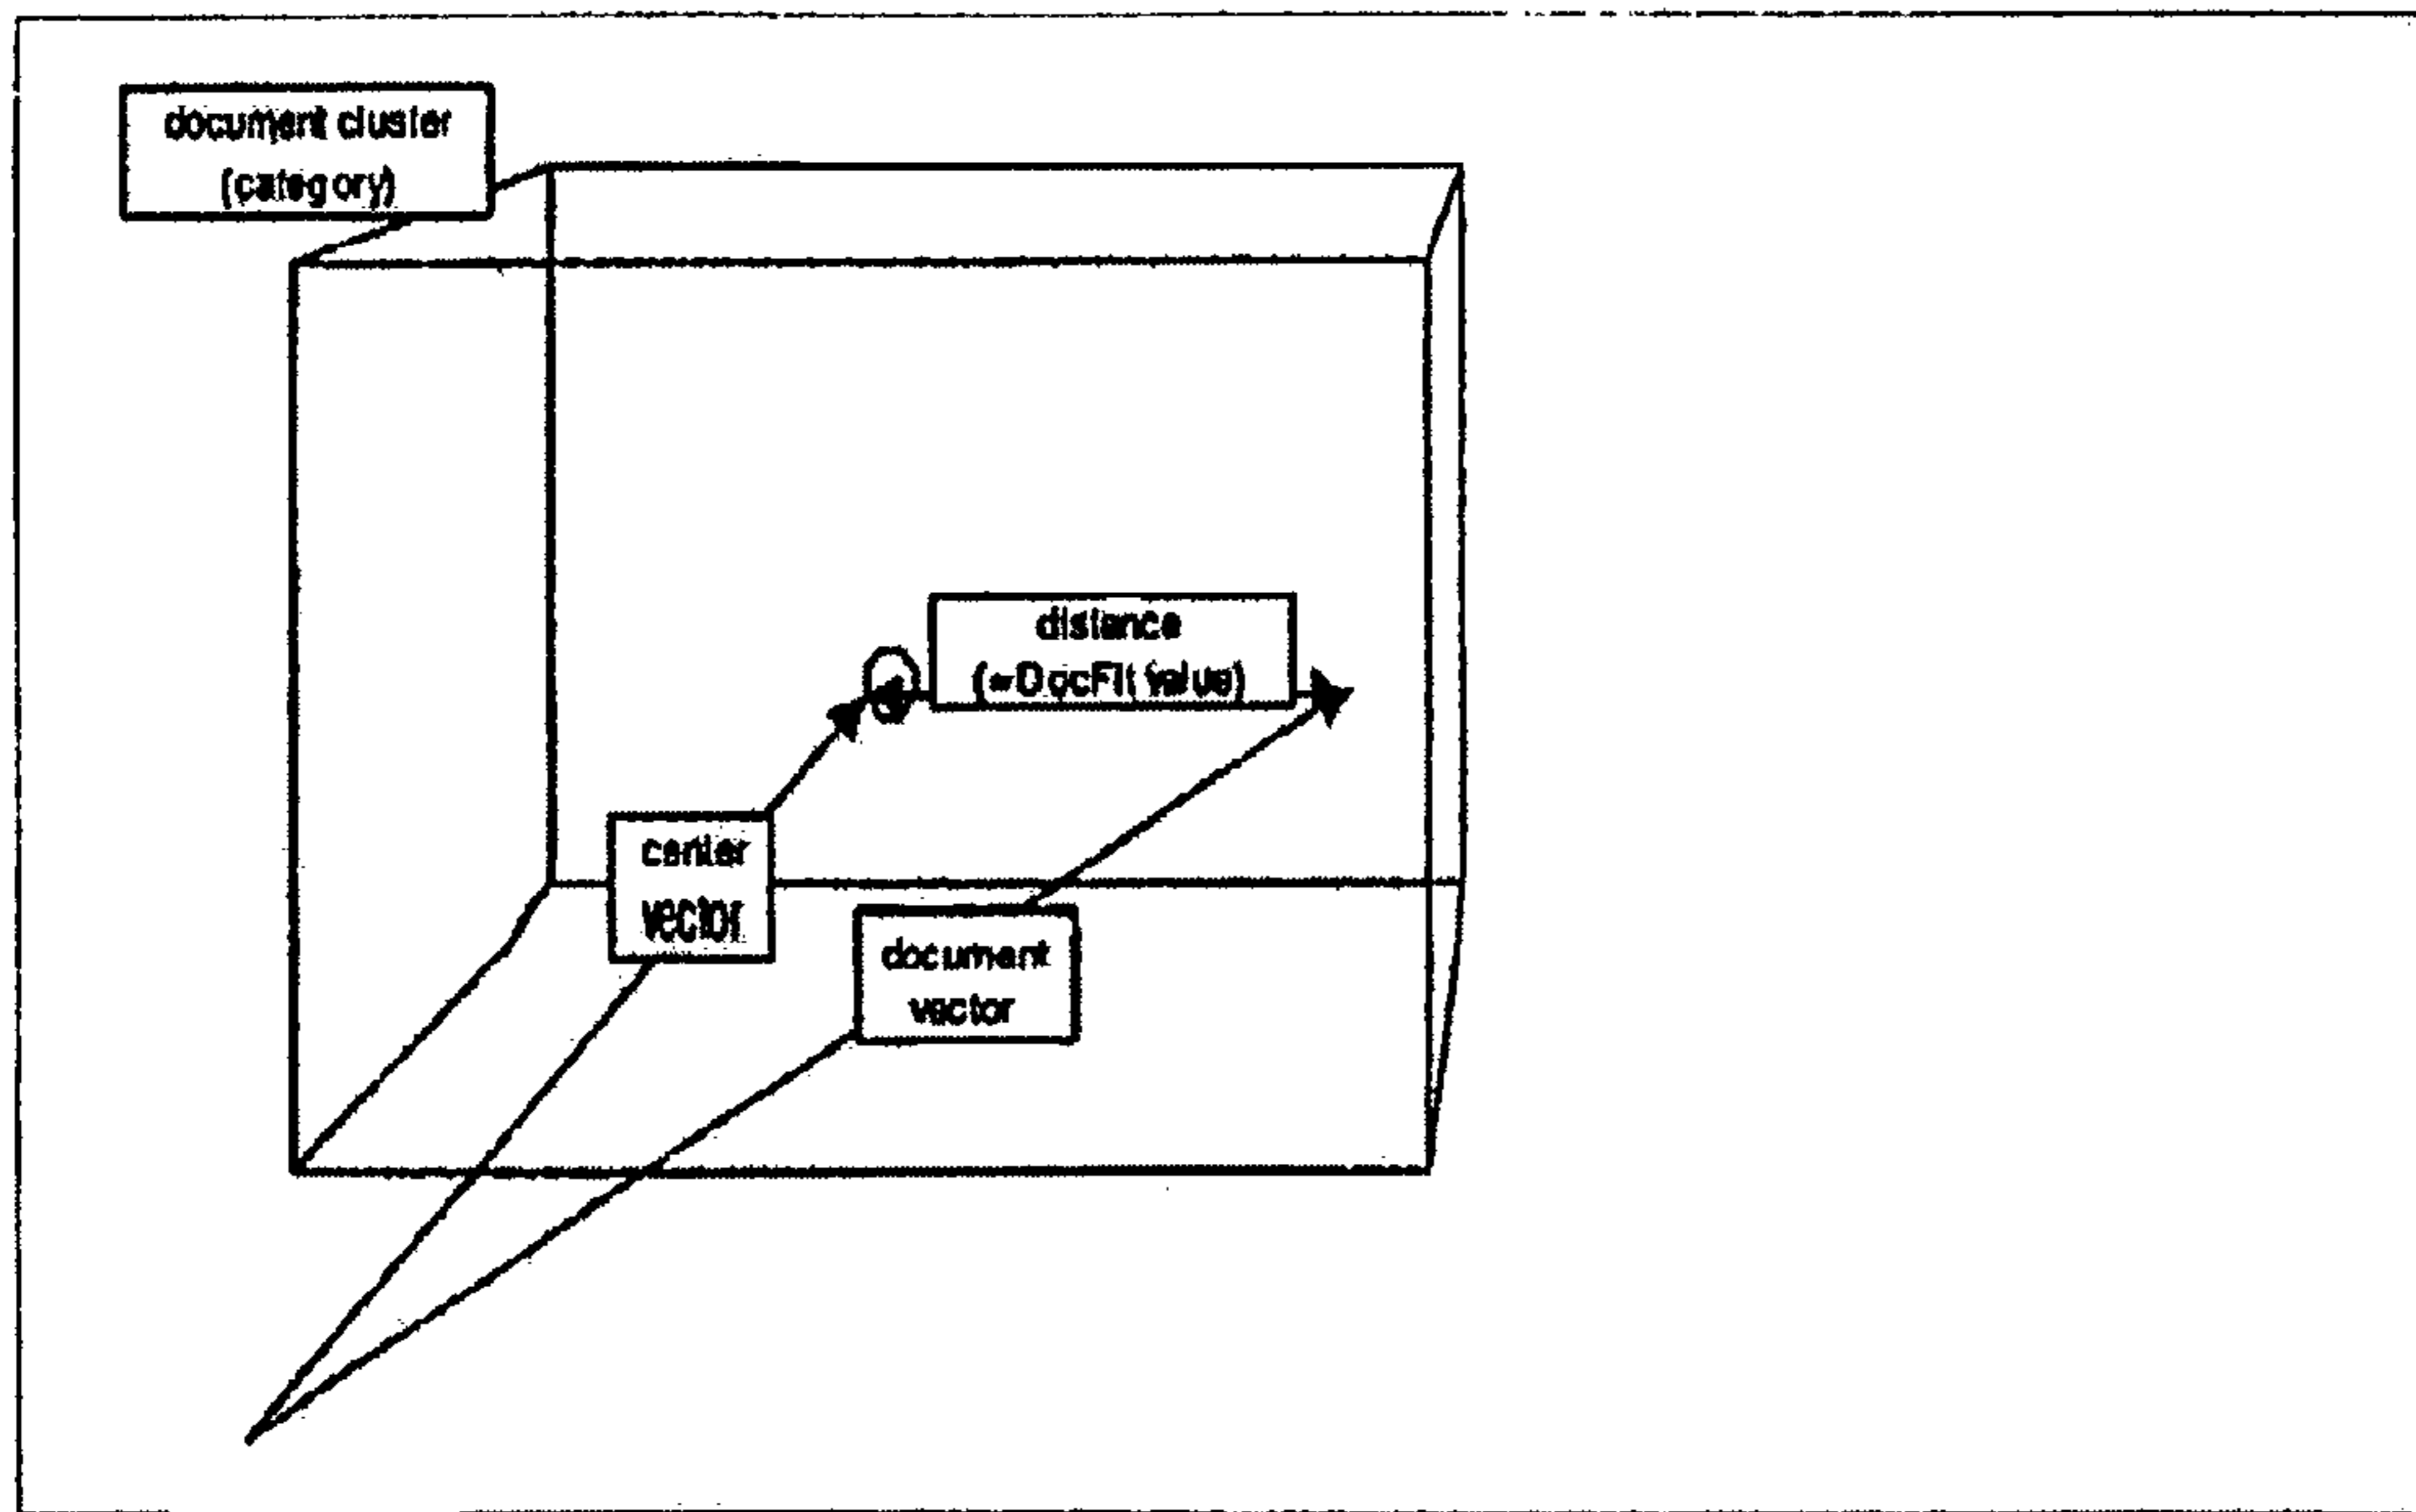 document cluster
(category)
distance
(=DocFit value)
center
vector
document
vector